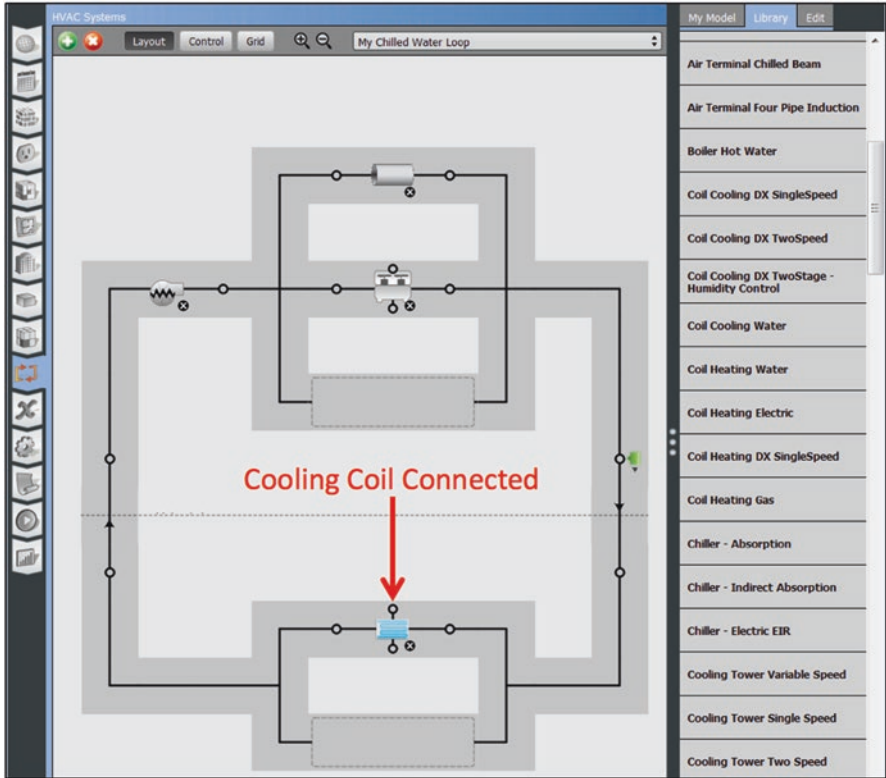 HVAC Systems
Layout
Control
Grid
My Chilled Water Loop
My Model
Library
Edit
Air Terminal Chilled Beam
Air Terminal Four Pipe Induction
Boiler Hot Water
Coil Cooling DX SingleSpeed
Coil Cooling DX TwoSpeed
Coil Cooling DX TwoStage -
Humidity Control
Coil Cooling Water
Coil Heating Water
Coil Heating Electric
Coil Heating DX SingleSpeed
Coil Heating Gas
Chiller - Absorption
Chiller - Indirect Absorption
Chiller - Electric EIR
Cooling Tower Variable Speed
Cooling Tower Single Speed
Cooling Tower Two Speed
Cooling Coil Connected